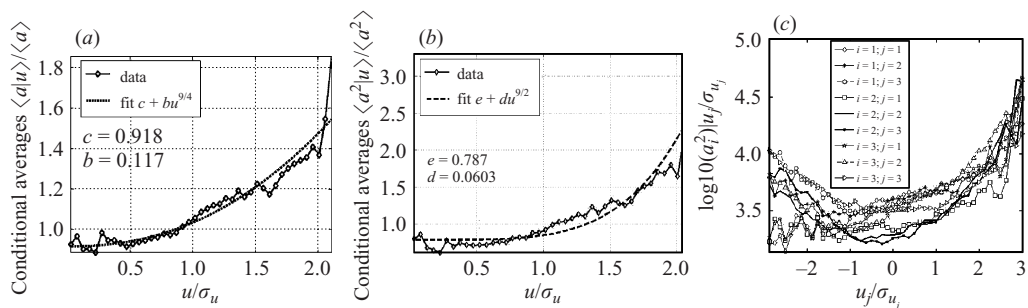 (a)
Conditional averages ⟨a|u⟩/⟨a⟩
1.8
1.6
1.4
1.2
1.0
data
fit c + bu^{9/4}
c = 0.918
b = 0.117
0.5 1.0 1.5 2.0
u/σ_u
(b)
Conditional averages ⟨a²|u⟩/⟨a²⟩
3.0
2.5
2.0
1.5
1.0
data
fit e + du^{9/2}
e = 0.787
d = 0.0603
0.5 1.0 1.5 2.0
u/σ_u
(c)
log10(a_i^2)|u_j/σ_{u_j}
5.0
4.5
4.0
3.5
i = 1; j = 1
i = 1; j = 2
i = 1; j = 3
i = 2; j = 1
i = 2; j = 2
i = 2; j = 3
i = 3; j = 1
i = 3; j = 2
i = 3; j = 3
−2 −1 0 1 2 3
u_j/σ_{u_j}